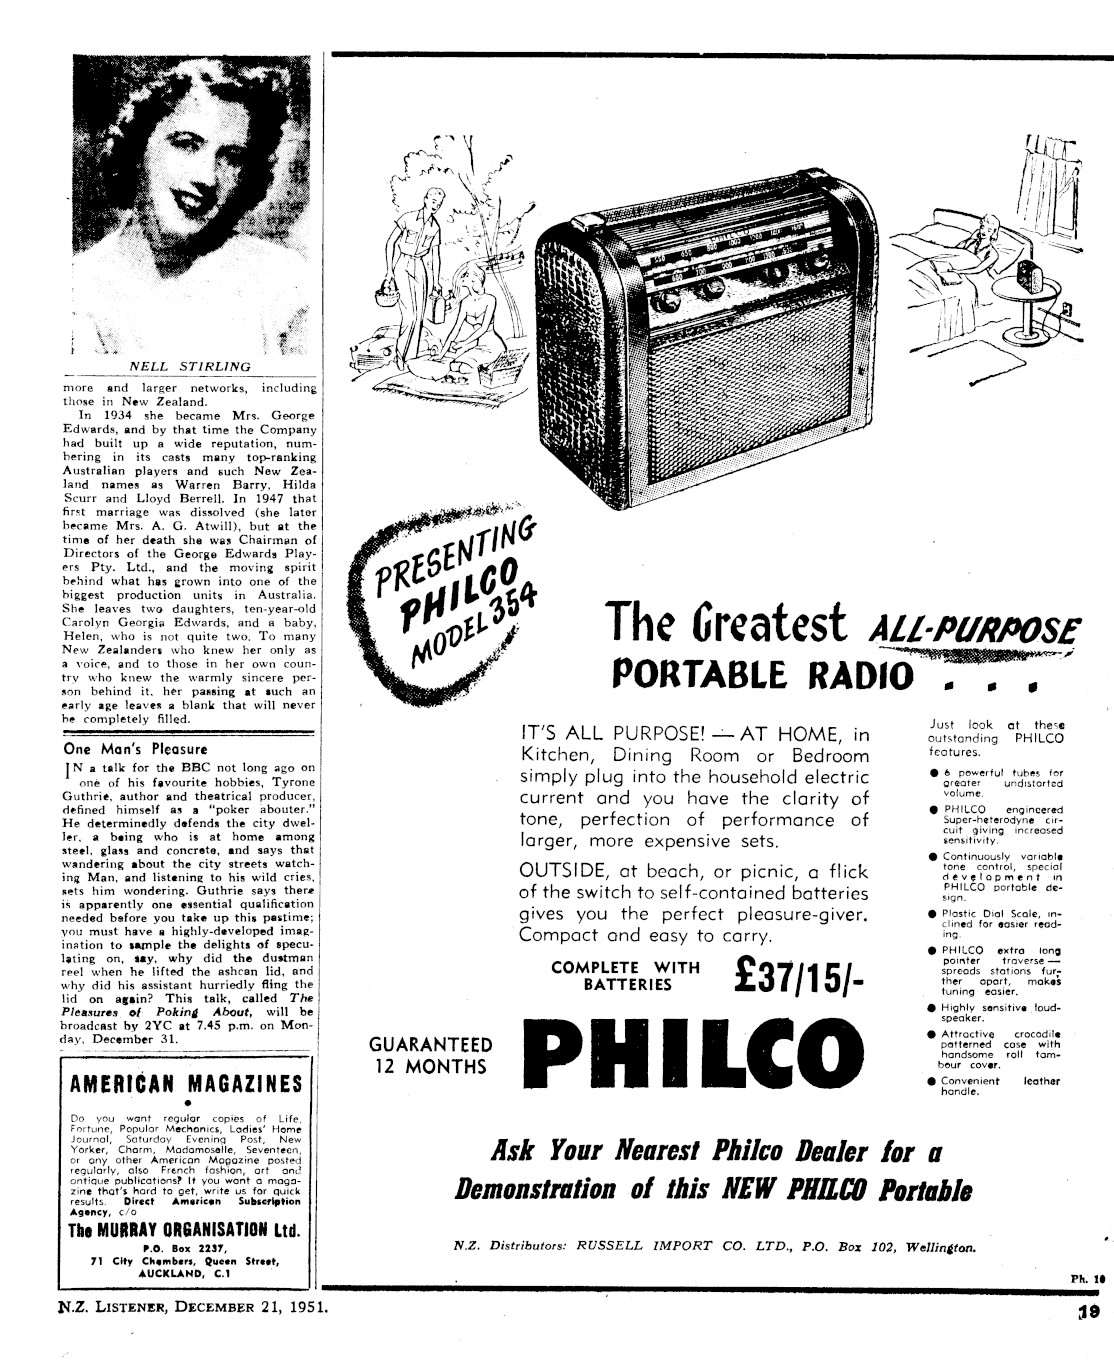 NELL STIRLING
more and larger networks, including
those in New Zealand.
In 1934 she became Mrs. George
Edwards, and by that time the Company
had built up a wide reputation, num-
bering in its casts many top-ranking
Australian players and such New Zea-
land names as Warren Barry, Hilda
Scurr and Lloyd Berrell. In 1947 that
first marriage was dissolved (she later
became Mrs. A. G. Atwill), but at the
time of her death she was Chairman of
Directors of the George Edwards Play-
ers Pty. Ltd., and the moving spirit
behind what has grown into one of the
biggest production units in Australia.
She leaves two daughters, ten-year-old
Carolyn Georgia Edwards, and a baby,
Helen, who is not quite two. To many
New Zealanders who knew her only as
a voice, and to those in her own coun-
try who knew the warmly sincere per-
son behind it, her passing at such an
early age leaves a blank that will never
be completely filled.
One Man's Pleasure
IN a talk for the BBC not long ago on
one of his favourite hobbies, Tyrone
Guthrie, author and theatrical producer,
defined himself as a "poker abouter."
He determinedly defends the city dwel-
ler, a being who is at home among
steel, glass and concrete, and says that
wandering about the city streets watch-
ing Man, and listening to his wild cries,
sets him wondering. Guthrie says there
is apparently one essential qualification
needed before you take up this pastime;
you must have a highly-developed imag-
ination to sample the delights of specu-
lating on, say, why did the dustman
reel when he lifted the ashcan lid, and
why did his assistant hurriedly fling the
lid on again? This talk, called The
Pleasures of Poking About, will be
broadcast by 2YC at 7.45 p.m. on Mon-
day, December 31.
AMERICAN MAGAZINES
●
Do you want regular copies of Life,
Fortune, Popular Mechanics, Ladies' Home
Journal, Saturday Evening Post, New
Yorker, Charm, Madamoselle, Seventeen,
or any other American Magazine posted
regularly, also French fashion, art and
antique publications? If you want a maga-
zine that's hard to get, write us for quick
results. Direct American Subscription
Agency, c/o
The MURRAY ORGANISATION Ltd.
P.O. Box 2237,
71 City Chambers, Queen Street,
AUCKLAND, C.1
PRESENTING
PHILCO
MODEL 354
The Greatest ALL-PURPOSE
PORTABLE RADIO . . .
IT'S ALL PURPOSE! — AT HOME, in
Kitchen, Dining Room or Bedroom
simply plug into the household electric
current and you have the clarity of
tone, perfection of performance of
larger, more expensive sets.
OUTSIDE, at beach, or picnic, a flick
of the switch to self-contained batteries
gives you the perfect pleasure-giver.
Compact and easy to carry.
COMPLETE WITH
BATTERIES
£37/15/-
GUARANTEED
12 MONTHS
PHILCO
Just look at these
outstanding PHILCO
features.
● 6 powerful tubes for
greater undistorted
volume.
● PHILCO engineered
Super-heterodyne cir-
cuit giving increased
sensitivity.
● Continuously variable
tone control, special
development in
PHILCO portable de-
sign.
● Plastic Dial Scale, in-
clined for easier read-
ing.
● PHILCO extra long
pointer traverse —
spreads stations fur-
ther apart, makes
tuning easier.
● Highly sensitive loud-
speaker.
● Attractive crocodile
patterned case with
handsome roll tam-
bour cover.
● Convenient leather
handle.
Ask Your Nearest Philco Dealer for a
Demonstration of this NEW PHILCO Portable
N.Z. Distributors: RUSSELL IMPORT CO. LTD., P.O. Box 102, Wellington.
Ph. 10
N.Z. LISTENER, DECEMBER 21, 1951.
19